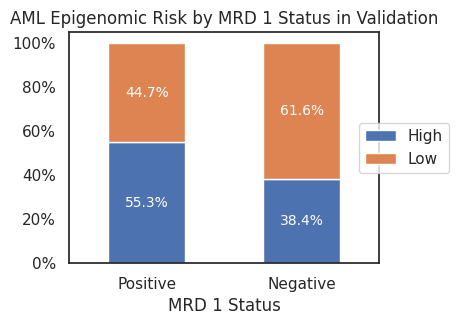 AML Epigenomic Risk by MRD 1 Status in Validation
100%
80%
60%
40%
20%
0%
44.7%
55.3%
61.6%
38.4%
High
Low
Positive
Negative
MRD 1 Status